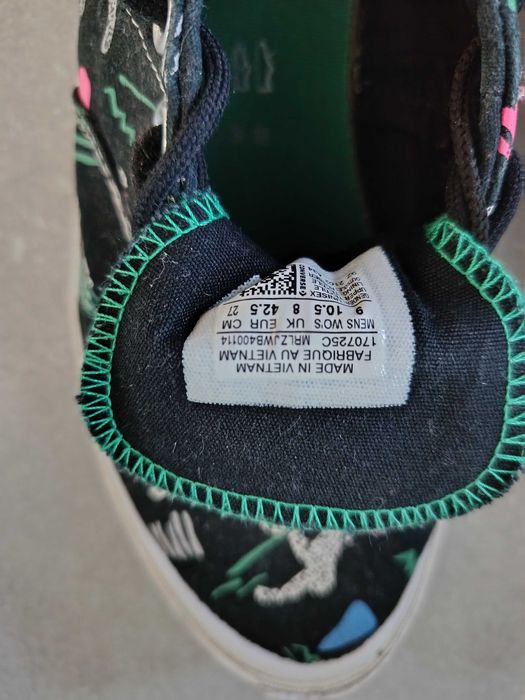 MADE IN VIETNAM
FABRIQUE AU VIETNAM
170725C MRLZJWB400114
MENS WO'S UK EUR CM
9 10.5 8 42.5 27
CONVERSE